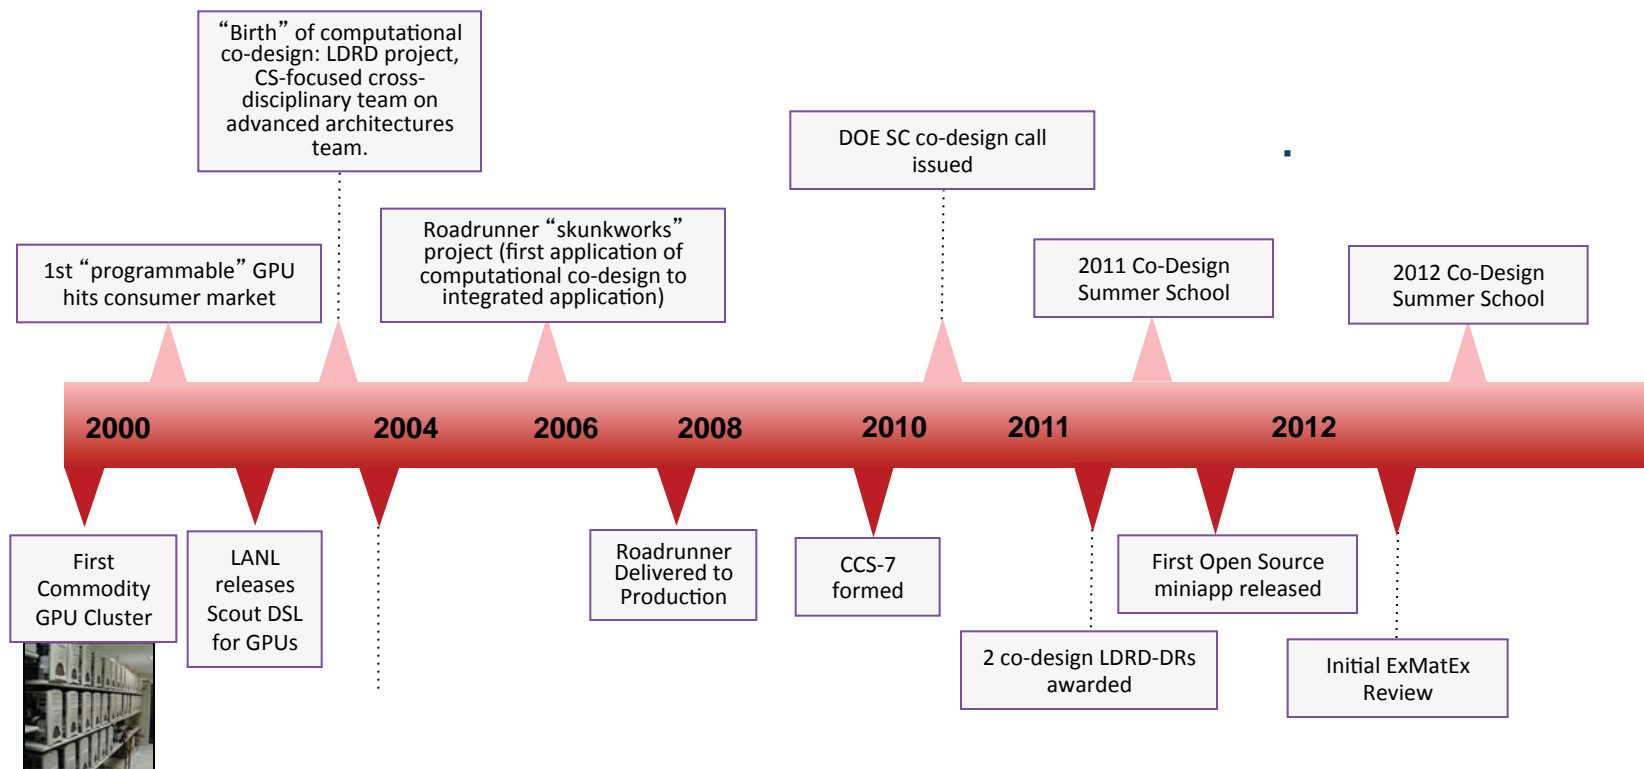 “Birth” of computational
co-design: LDRD project,
CS-focused cross-
disciplinary team on
advanced architectures
team.
DOE SC co-design call
issued
1st “programmable” GPU
hits consumer market
Roadrunner “skunkworks”
project (first application of
computational co-design to
integrated application)
2011 Co-Design
Summer School
2012 Co-Design
Summer School
2000
2004
2006
2008
2010
2011
2012
First
Commodity
GPU Cluster
LANL
releases
Scout DSL
for GPUs
Roadrunner
Delivered to
Production
CCS-7
formed
2 co-design LDRD-DRs
awarded
First Open Source
miniapp released
Initial ExMatEx
Review